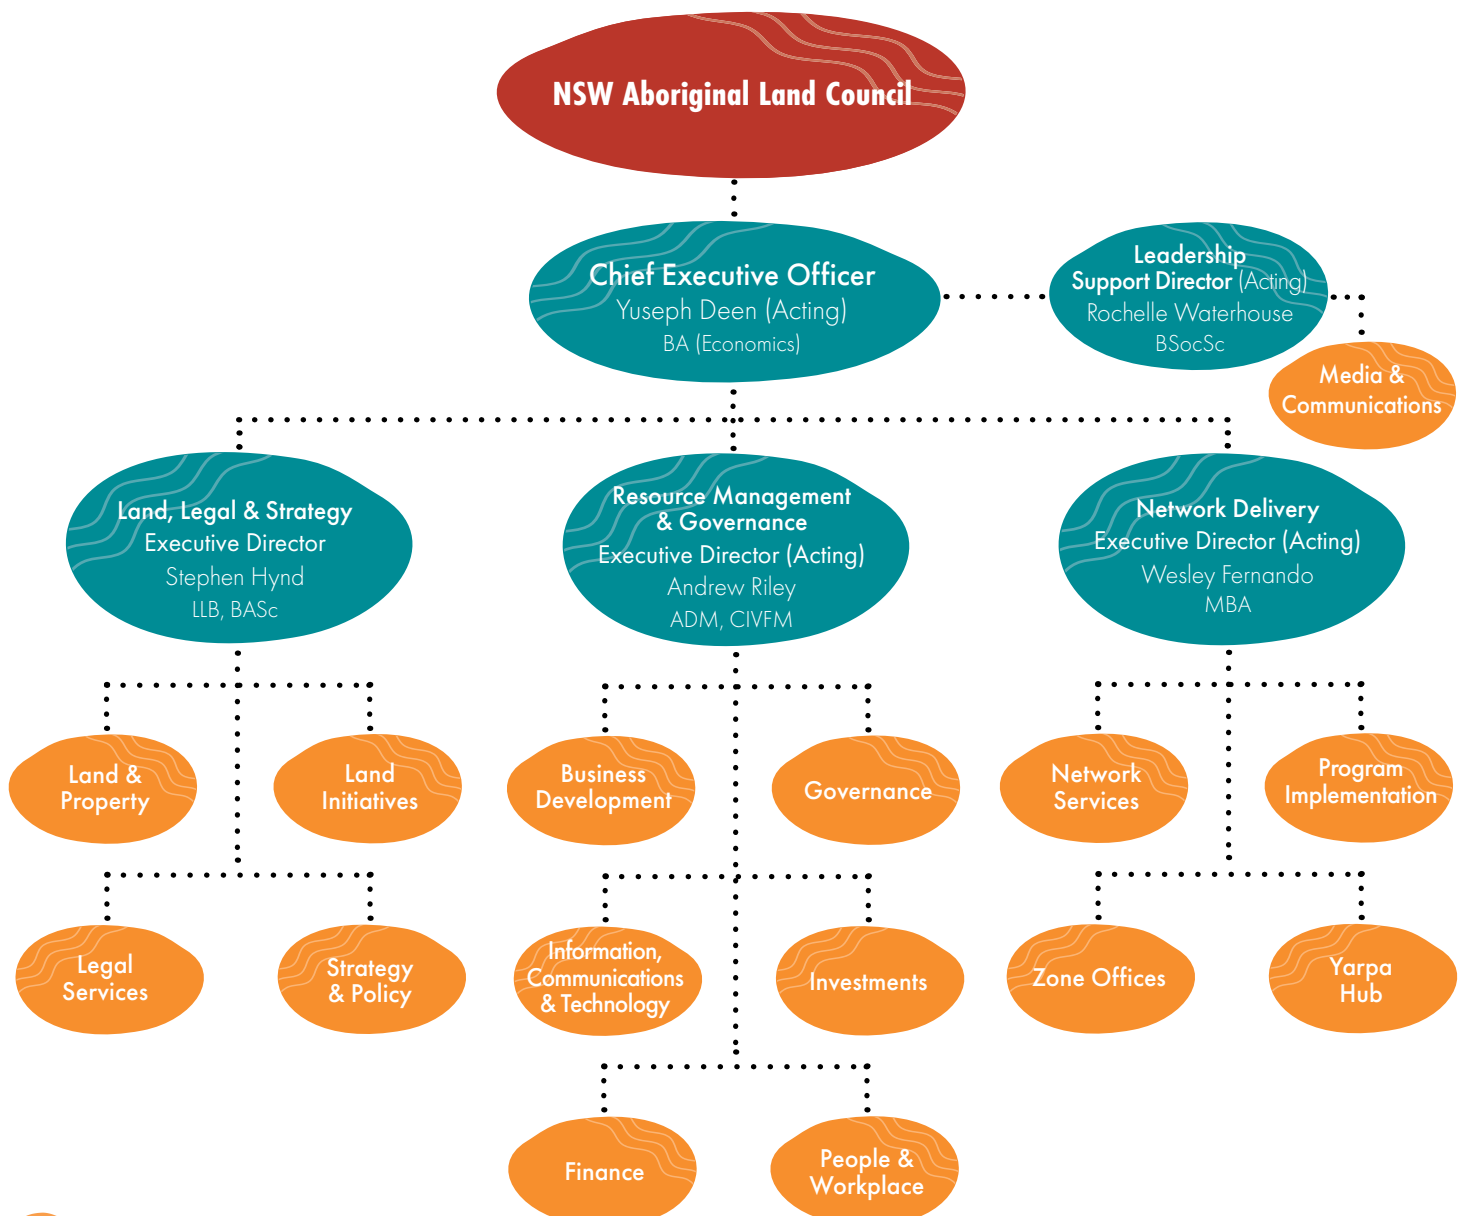 NSW Aboriginal Land Council
Chief Executive Officer
Yuseph Deen (Acting)
BA (Economics)
Leadership
Support Director (Acting)
Rochelle Waterhouse
BSocSc
Media &
Communications
Land, Legal & Strategy
Executive Director
Stephen Hynd
LLB, BASc
Resource Management
& Governance
Executive Director (Acting)
Andrew Riley
ADM, CIVFM
Network Delivery
Executive Director (Acting)
Wesley Fernando
MBA
Land &
Property
Land
Initiatives
Business
Development
Governance
Network
Services
Program
Implementation
Legal
Services
Strategy
& Policy
Information,
Communications
& Technology
Investments
Zone Offices
Yarpa
Hub
Finance
People &
Workplace